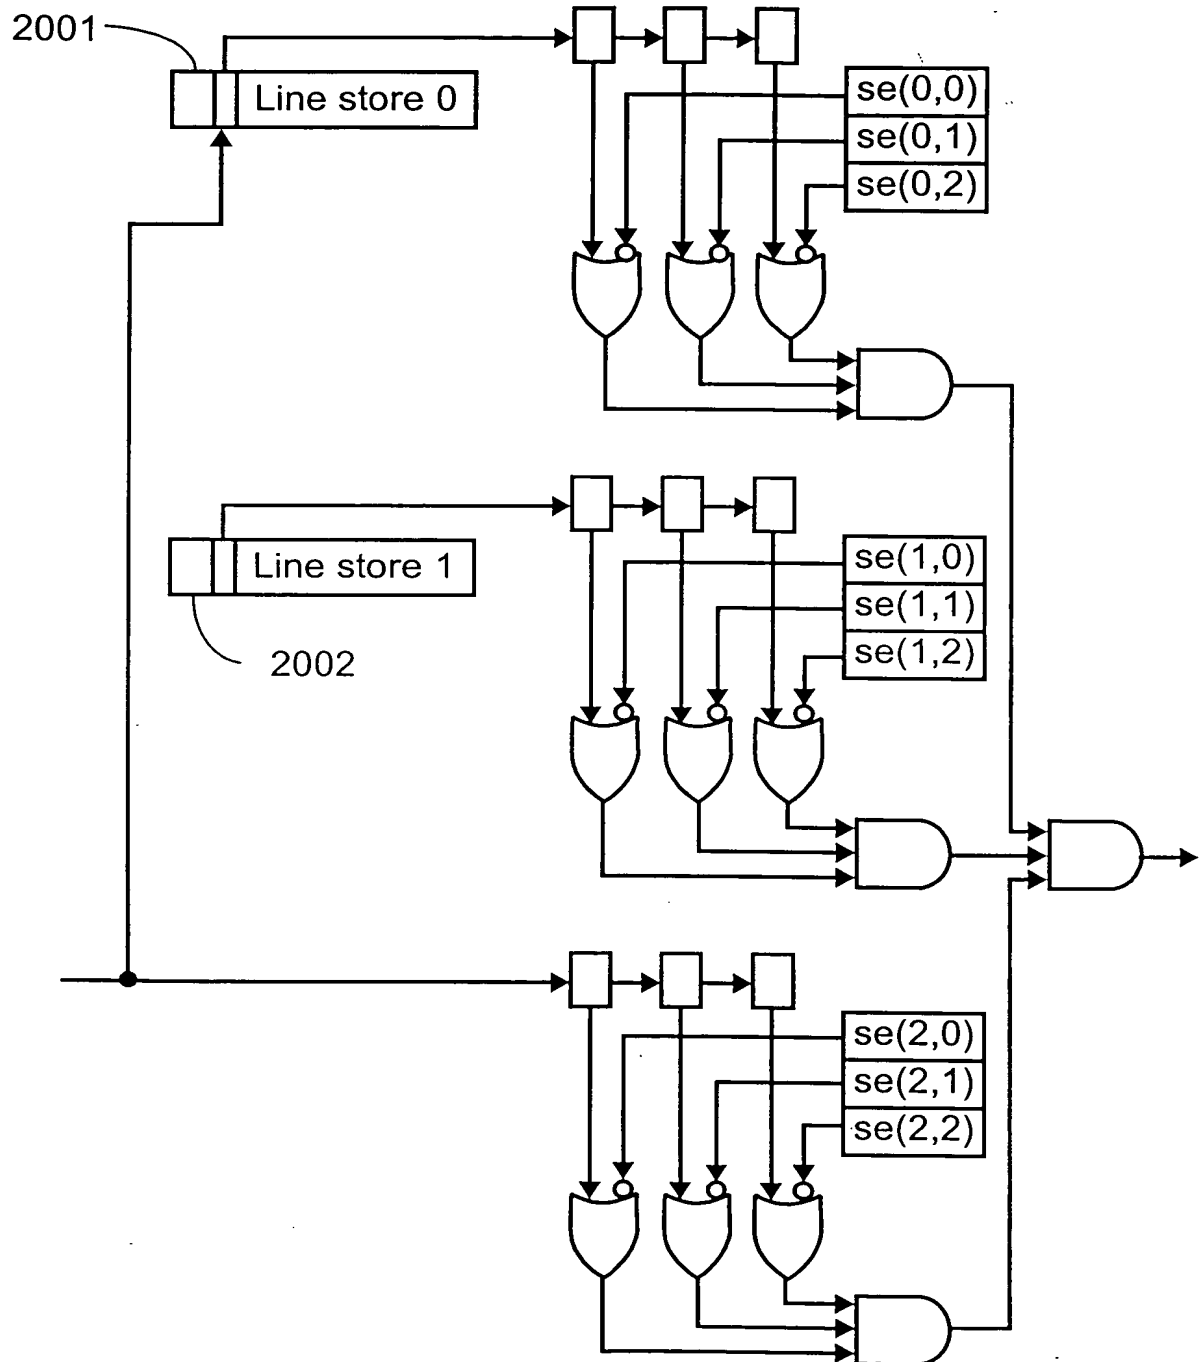 2001
Line store 0
se(0,0)
se(0,1)
se(0,2)
Line store 1
2002
se(1,0)
se(1,1)
se(1,2)
se(2,0)
se(2,1)
se(2,2)